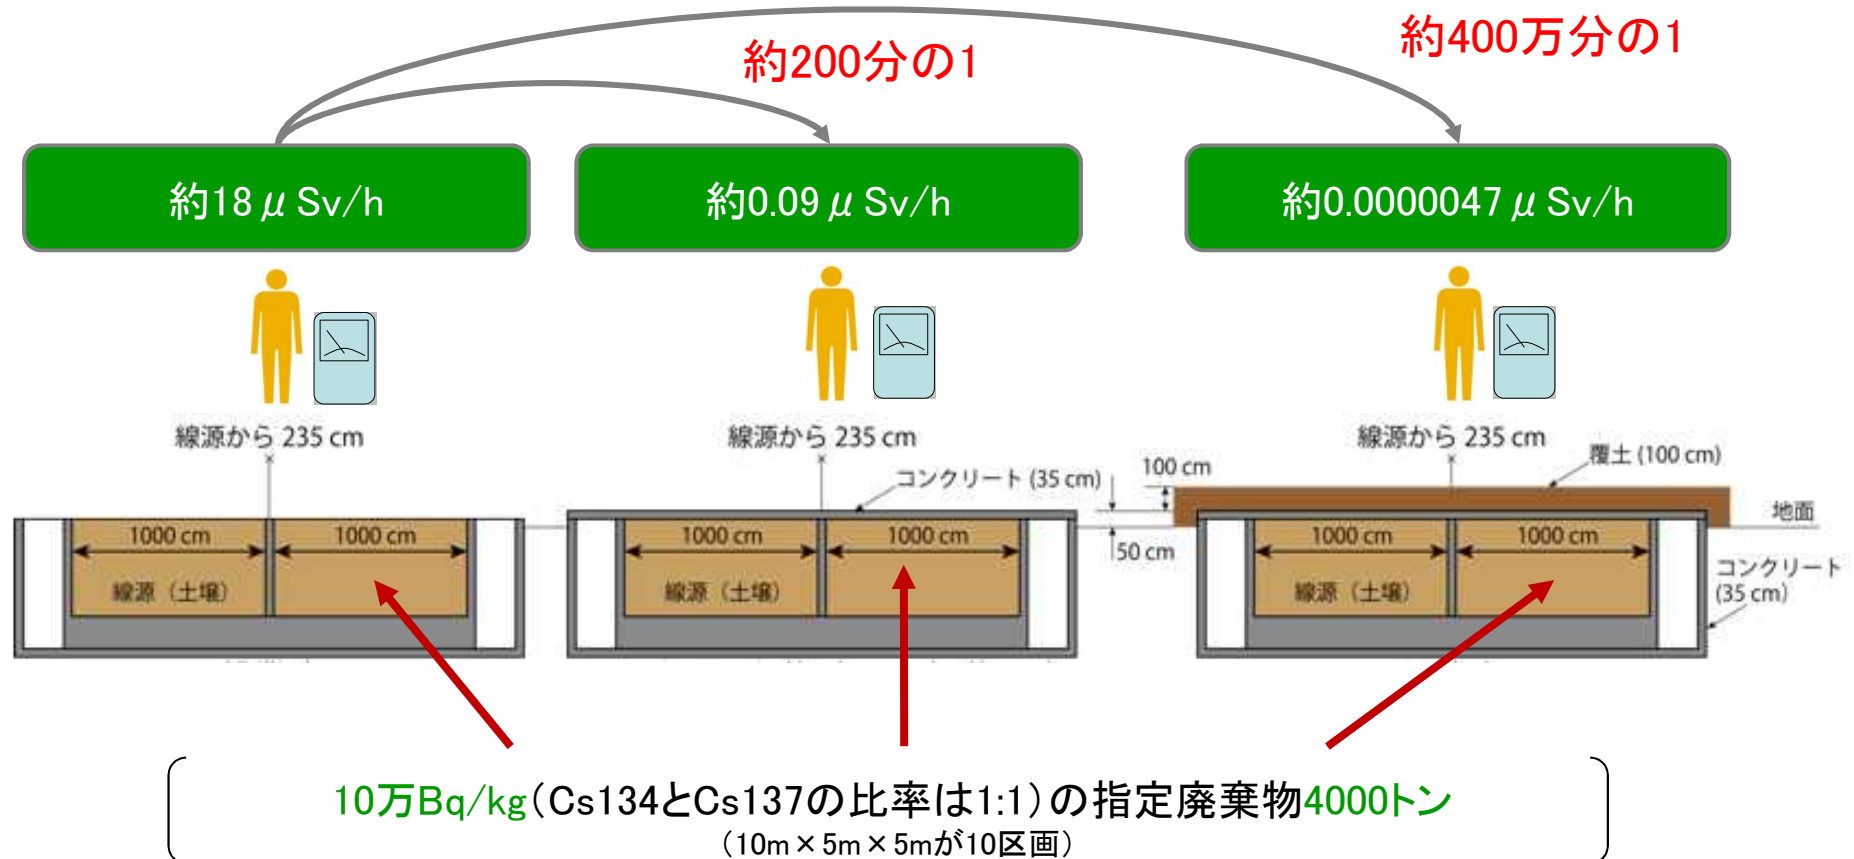 約200分の1
約400万分の1
約18μSv/h
約0.09μSv/h
約0.0000047μSv/h
線源から 235 cm
線源から 235 cm
線源から 235 cm
コンクリート (35 cm)
100 cm
覆土 (100 cm)
地面
50 cm
1000 cm
1000 cm
線源（土壌）
1000 cm
1000 cm
線源（土壌）
1000 cm
1000 cm
線源（土壌）
コンクリート
(35 cm)
10万Bq/kg(Cs134とCs137の比率は1:1)の指定廃棄物4000トン
(10m×5m×5mが10区画)